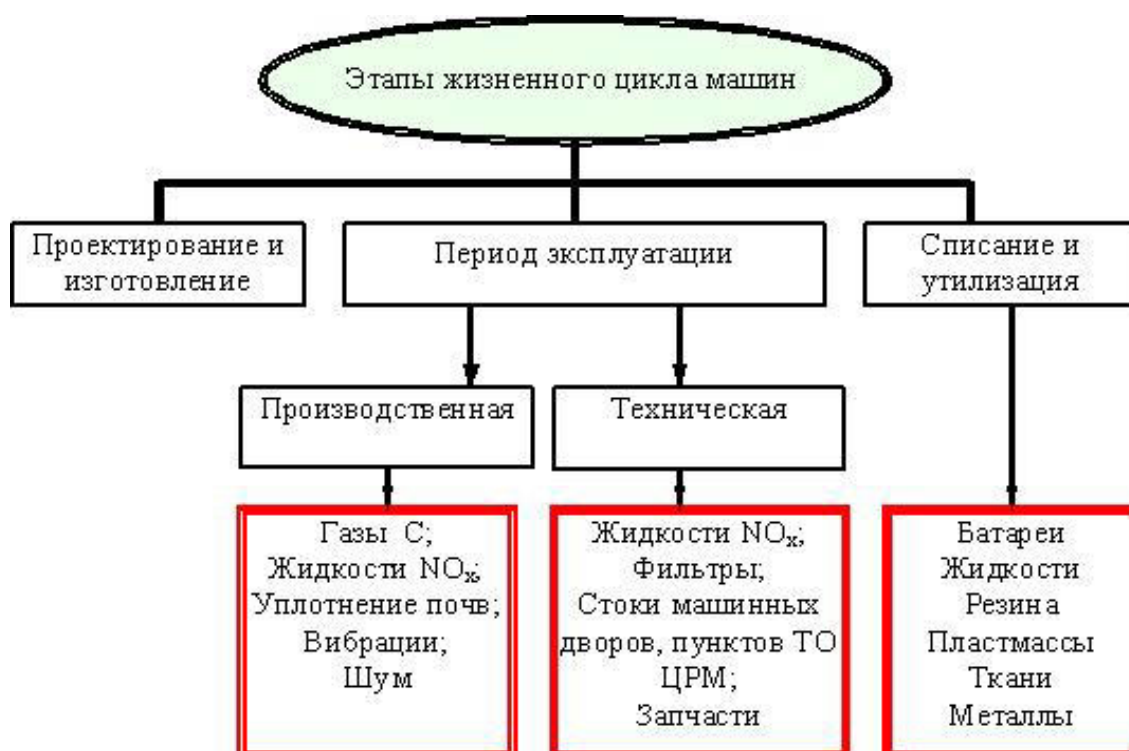 Этапы жизненного цикла машин
Проектирование и
изготовление
Период эксплуатации
Списание и
утилизация
Производственная
Техническая
Газы С;
Жидкости NOx;
Уплотнение почв;
Вибрации;
Шум
Жидкости NOx;
Фильтры;
Стоки машинных
дворов, пунктов ТО
ЦРМ;
Запчасти
Батареи
Жидкости
Резина
Пластмассы
Ткани
Металлы